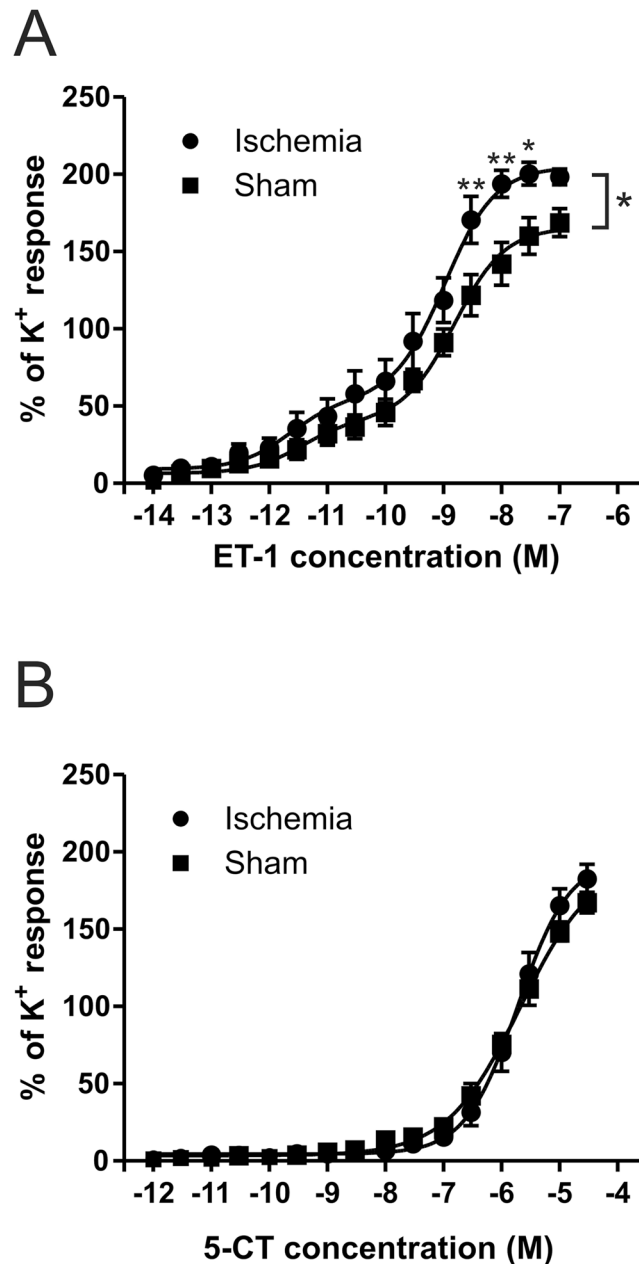 A
250
200
150
100
50
0
% of K⁺ response
Ischemia
Sham
** ** *
*
-14 -13 -12 -11 -10 -9 -8 -7 -6
ET-1 concentration (M)
B
250
200
150
100
50
0
% of K⁺ response
Ischemia
Sham
-12 -11 -10 -9 -8 -7 -6 -5 -4
5-CT concentration (M)